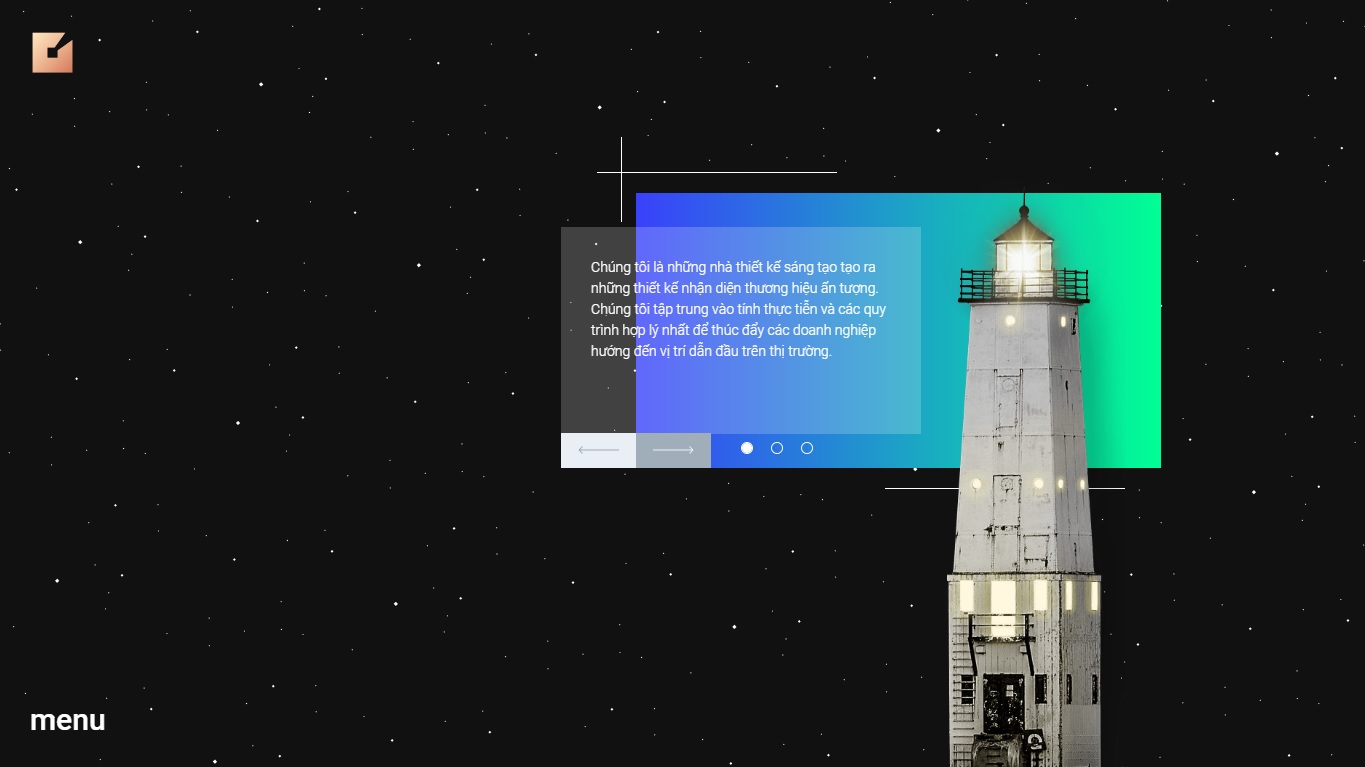 Chúng tôi là những nhà thiết kế sáng tạo tạo ra
những thiết kế nhận diện thương hiệu ấn tượng.
Chúng tôi tập trung vào tính thực tiễn và các quy
trình hợp lý nhất để thúc đẩy các doanh nghiệp
hướng đến vị trí dẫn đầu trên thị trường.
menu